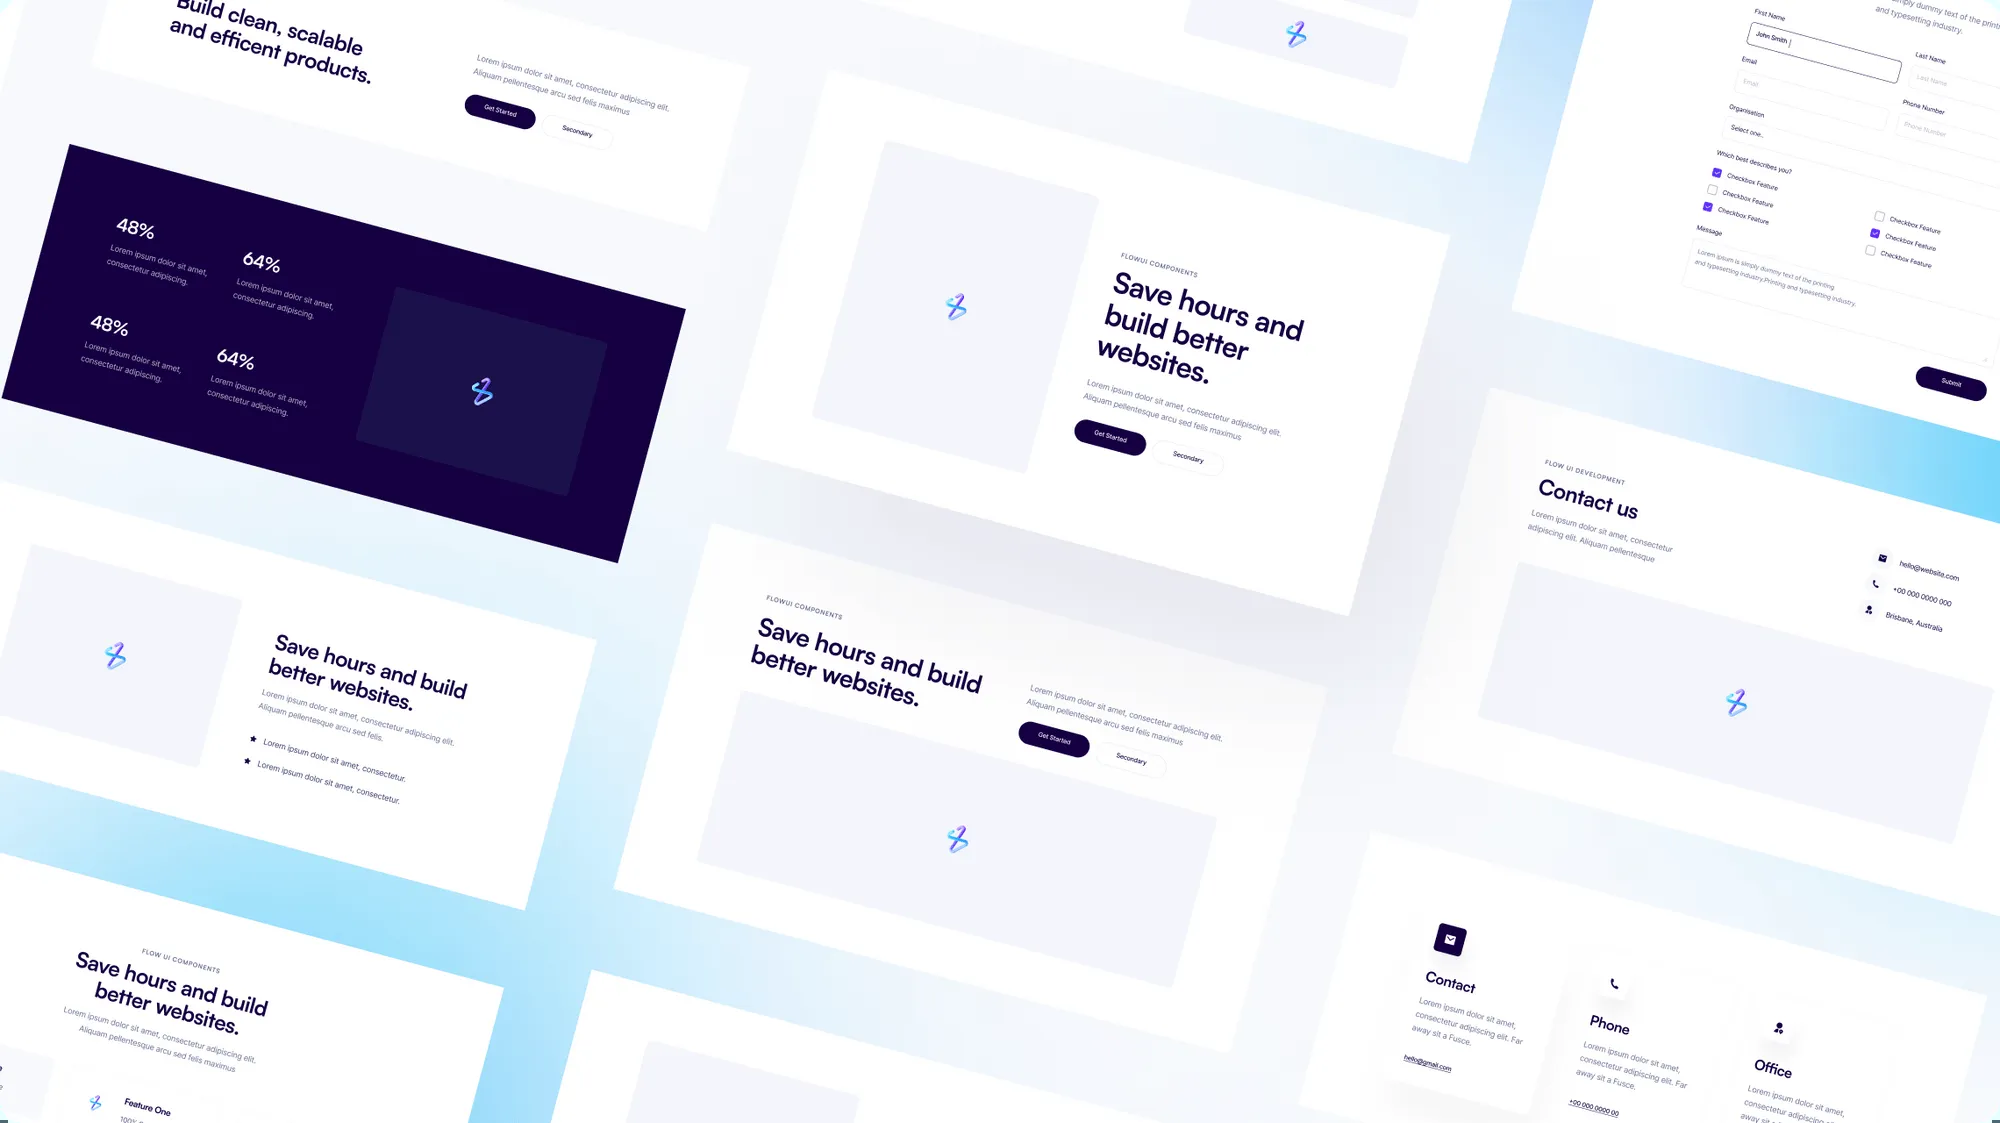 Build clean, scalable
and efficent products.
Lorem ipsum dolor sit amet, consectetur adipiscing elit.
Aliquam pellentesque arcu sed felis maximus
Get Started
Secondary
48%
Lorem ipsum dolor sit amet,
consectetur adipiscing.
64%
Lorem ipsum dolor sit amet,
consectetur adipiscing.
48%
Lorem ipsum dolor sit amet,
consectetur adipiscing.
64%
Lorem ipsum dolor sit amet,
consectetur adipiscing.
FLOWUI COMPONENTS
Save hours and
build better
websites.
Lorem ipsum dolor sit amet, consectetur adipiscing elit.
Aliquam pellentesque arcu sed felis maximus
Get Started
Secondary
simply dummy text of the print
and typesetting industry.
First Name
John Smith |
Last Name
Last Name
Email
Email
Phone Number
Phone Number
Organisation
Select one...
Which best describes you?
Checkbox Feature
Checkbox Feature
Checkbox Feature
Checkbox Feature
Checkbox Feature
Checkbox Feature
Message
Lorem ipsum is simply dummy text of the printing
and typesetting industry.Printing and typesetting industry.
Submit
FLOW UI DEVELOPMENT
Contact us
Lorem ipsum dolor sit amet, consectetur
adipiscing elit. Aliquam pellentesque
hello@website.com
+00 000 0000 000
Brisbane, Australia
Save hours and build
better websites.
Lorem ipsum dolor sit amet, consectetur adipiscing elit.
Aliquam pellentesque arcu sed felis.
Lorem ipsum dolor sit amet, consectetur.
Lorem ipsum dolor sit amet, consectetur.
FLOWUI COMPONENTS
Save hours and build
better websites.
Lorem ipsum dolor sit amet, consectetur adipiscing elit.
Aliquam pellentesque arcu sed felis maximus
Get Started
Secondary
FLOW UI COMPONENTS
Save hours and build
better websites.
Lorem ipsum dolor sit amet, consectetur adipiscing elit.
Aliquam pellentesque arcu sed felis maximus
Feature One
100%
Contact
Lorem ipsum dolor sit amet,
consectetur adipiscing elit. Far
away sit a Fusce.
hello@gmail.com
Phone
Lorem ipsum dolor sit amet,
consectetur adipiscing elit. Far
away sit a Fusce.
+00 000 0000 00
Office
Lorem ipsum dolor sit amet,
consectetur adipiscing elit. Far
away sit a Fusce.